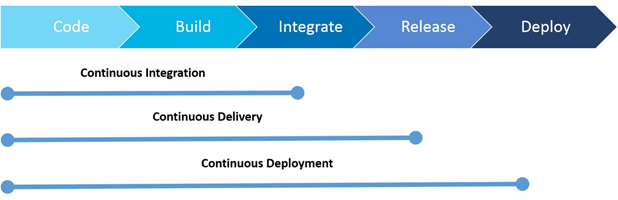 Code Build Integrate Release Deploy
Continuous Integration
Continuous Delivery
Continuous Deployment